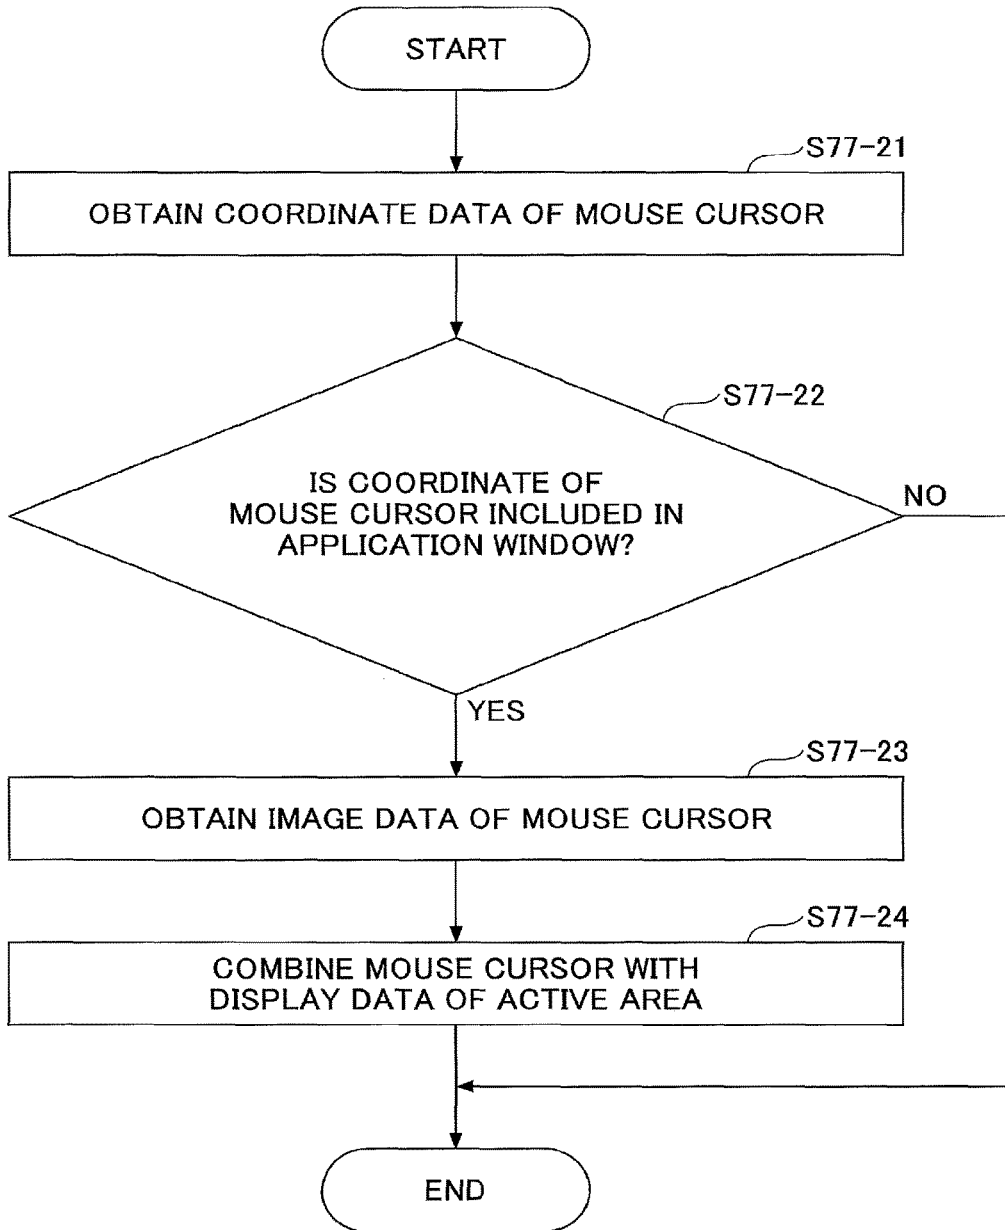 START
S77-21
OBTAIN COORDINATE DATA OF MOUSE CURSOR
S77-22
IS COORDINATE OF
MOUSE CURSOR INCLUDED IN
APPLICATION WINDOW?
NO
YES
S77-23
OBTAIN IMAGE DATA OF MOUSE CURSOR
S77-24
COMBINE MOUSE CURSOR WITH
DISPLAY DATA OF ACTIVE AREA
END